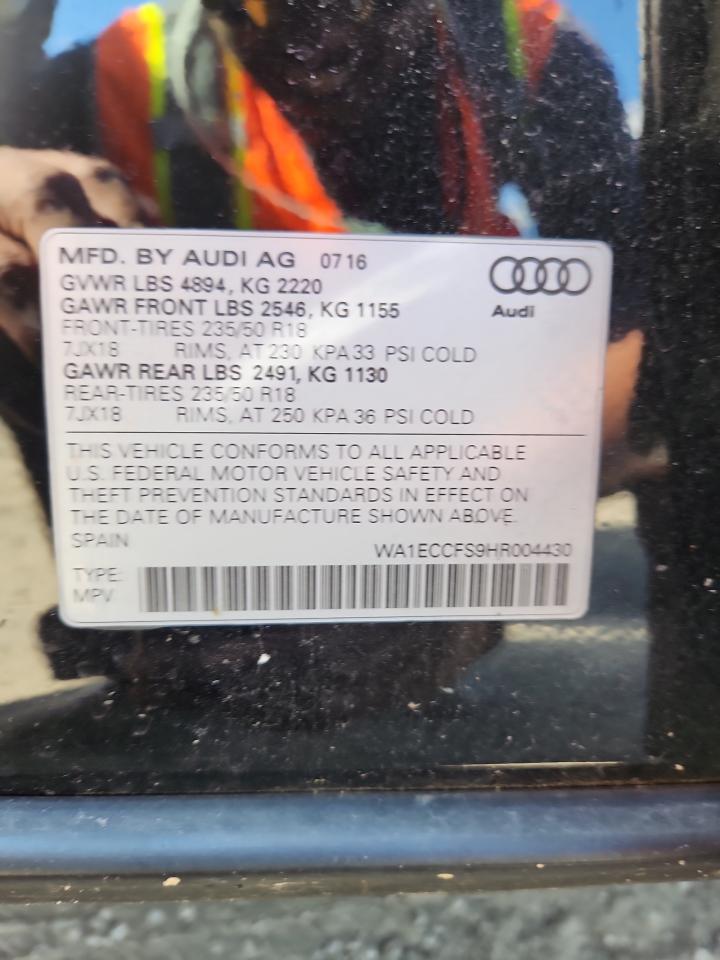 MFD. BY AUDI AG 0716
GVWR LBS 4894, KG 2220
GAWR FRONT LBS 2546, KG 1155
FRONT-TIRES 235/50 R18
7JX18 RIMS, AT 230 KPA 33 PSI COLD
GAWR REAR LBS 2491, KG 1130
REAR-TIRES 235/50 R18
7JX18 RIMS, AT 250 KPA 36 PSI COLD
Audi
THIS VEHICLE CONFORMS TO ALL APPLICABLE
U.S. FEDERAL MOTOR VEHICLE SAFETY AND
THEFT PREVENTION STANDARDS IN EFFECT ON
THE DATE OF MANUFACTURE SHOWN ABOVE.
SPAIN
WA1ECCFS9HR004430
TYPE:
MPV